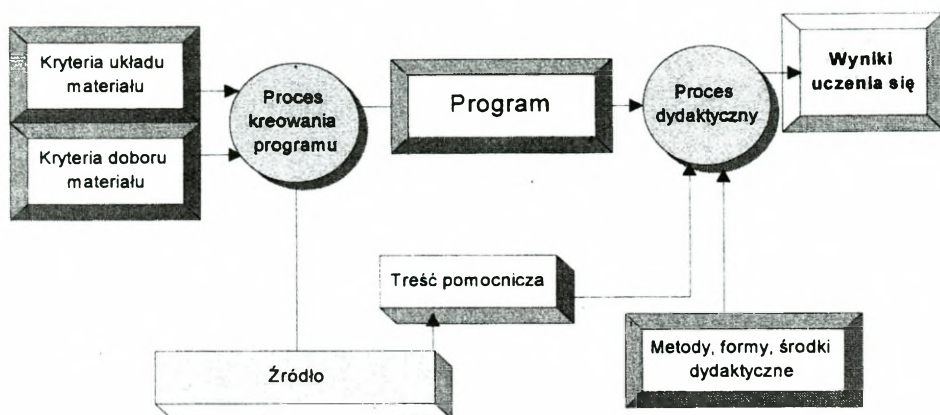 Kryteria układu
materiału
Kryteria doboru
materiału
Proces
kreowania
programu
Program
Proces
dydaktyczny
Wyniki
uczenia się
Treść pomocnicza
Źródło
Metody, formy, środki
dydaktyczne